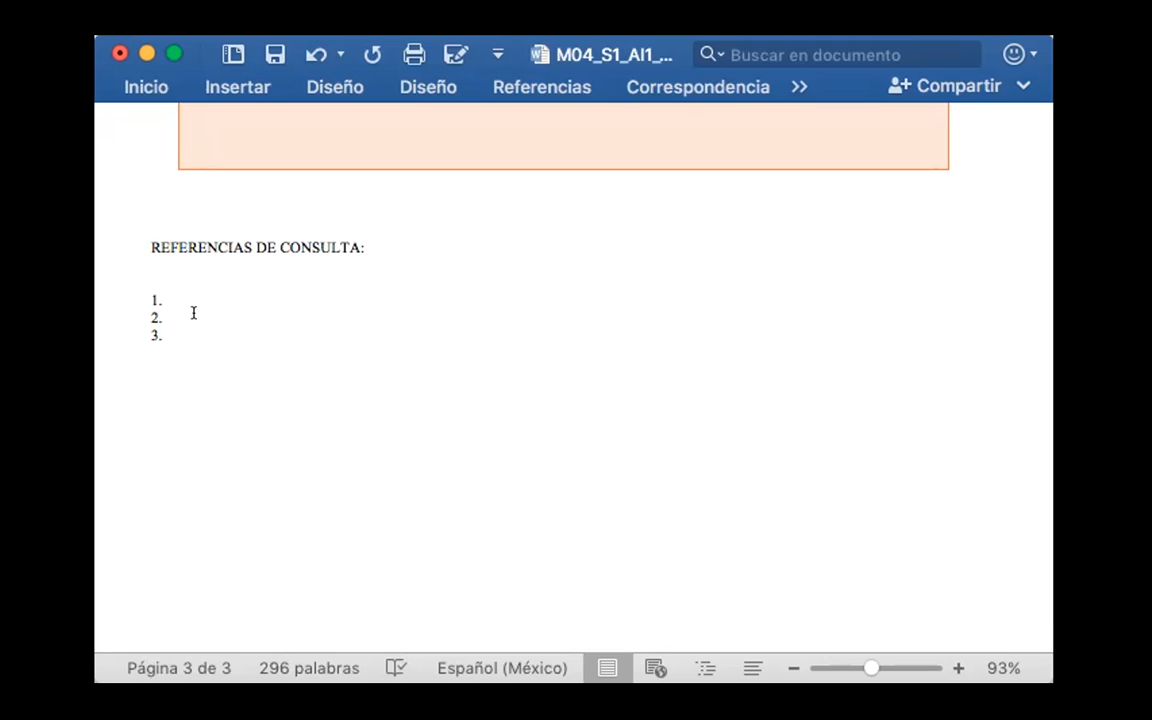 M04_S1_AI1_...
Buscar en documento
Inicio Insertar Diseño Diseño Referencias Correspondencia >> Compartir
REFERENCIAS DE CONSULTA:
1.
2.
3.
Página 3 de 3 296 palabras Español (México) 93%